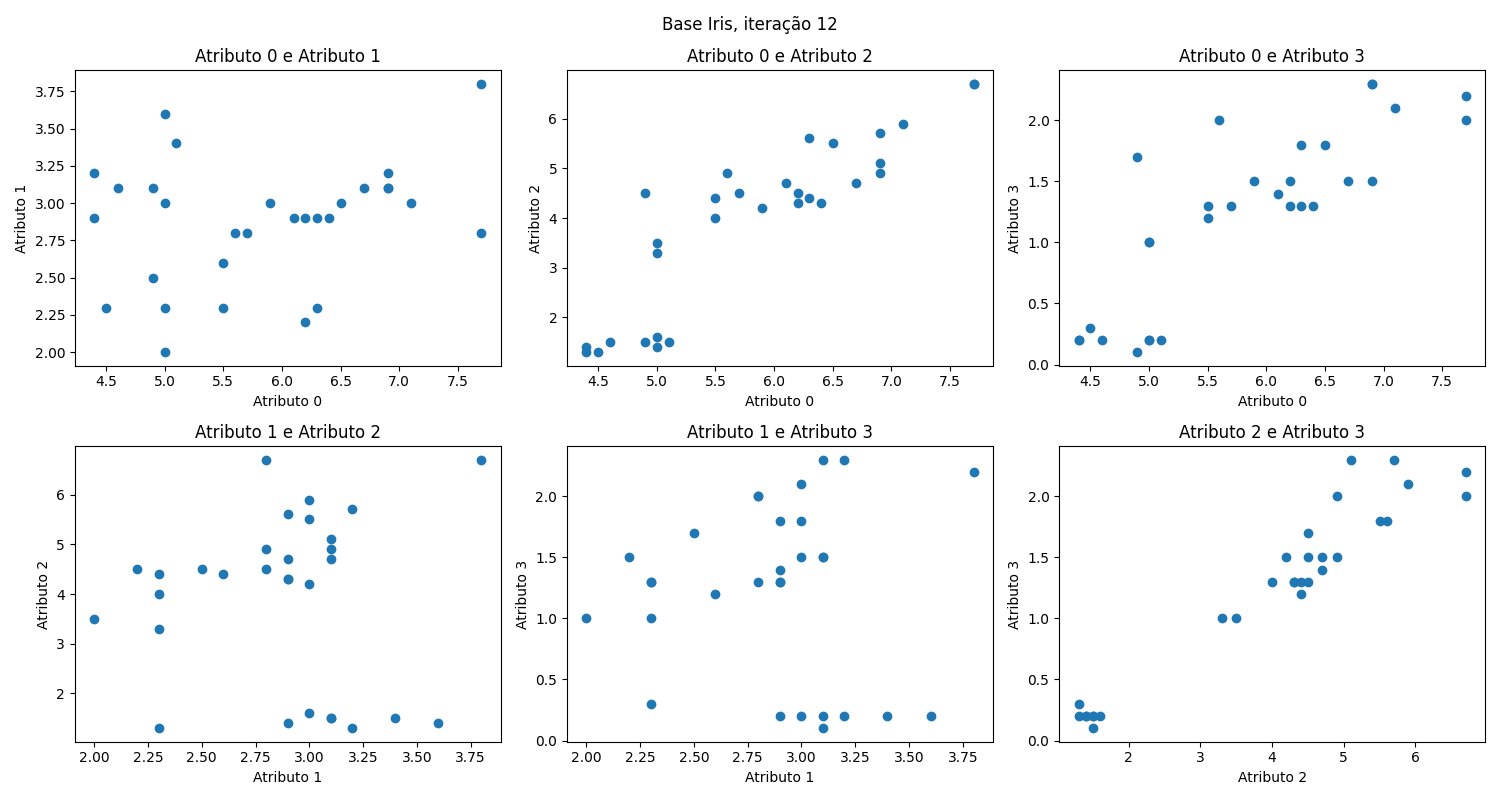 Base Iris, iteração 12
Atributo 0 e Atributo 1
Atributo 1
3.75
3.50
3.25
3.00
2.75
2.50
2.25
2.00
4.5 5.0 5.5 6.0 6.5 7.0 7.5
Atributo 0
Atributo 0 e Atributo 2
Atributo 2
6
5
4
3
2
4.5 5.0 5.5 6.0 6.5 7.0 7.5
Atributo 0
Atributo 0 e Atributo 3
Atributo 3
2.0
1.5
1.0
0.5
0.0
4.5 5.0 5.5 6.0 6.5 7.0 7.5
Atributo 0
Atributo 1 e Atributo 2
Atributo 2
6
5
4
3
2
2.00 2.25 2.50 2.75 3.00 3.25 3.50 3.75
Atributo 1
Atributo 1 e Atributo 3
Atributo 3
2.0
1.5
1.0
0.5
0.0
2.00 2.25 2.50 2.75 3.00 3.25 3.50 3.75
Atributo 1
Atributo 2 e Atributo 3
Atributo 3
2.0
1.5
1.0
0.5
0.0
2 3 4 5 6
Atributo 2